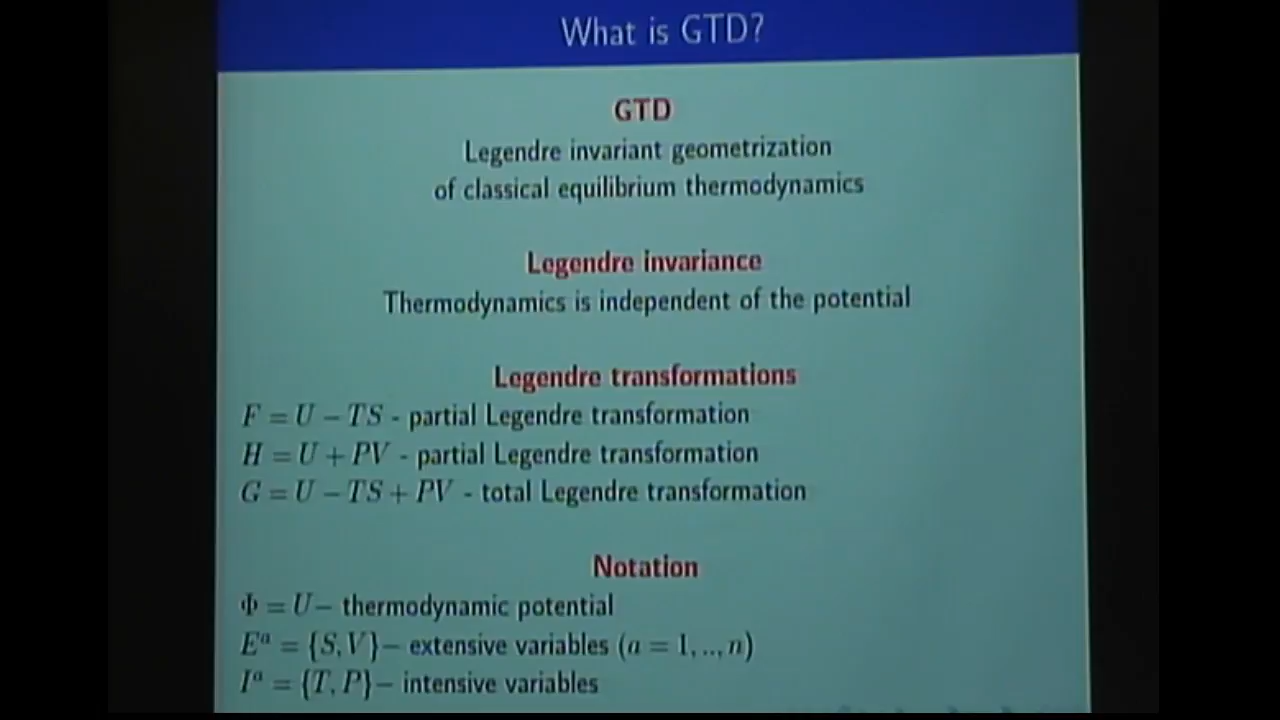 What is GTD?
GTD
Legendre invariant geometrization
of classical equilibrium thermodynamics
Legendre invariance
Thermodynamics is independent of the potential
Legendre transformations
F = U − TS - partial Legendre transformation
H = U + PV - partial Legendre transformation
G = U − TS + PV - total Legendre transformation
Notation
Φ = U− thermodynamic potential
Eᵃ = {S, V}− extensive variables (a = 1, .., n)
Iᵃ = {T, P}− intensive variables